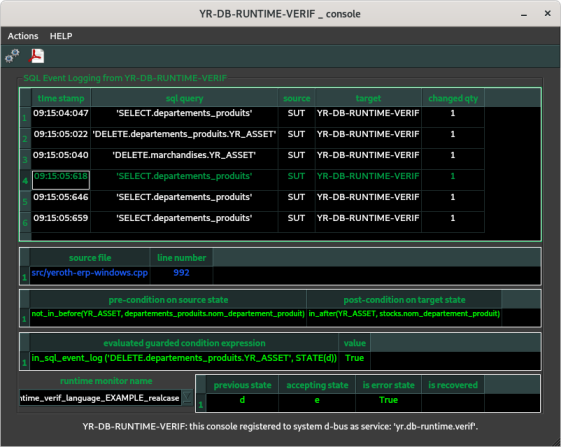 YR-DB-RUNTIME-VERIF _ console
Actions HELP
SQL Event Logging from YR-DB-RUNTIME-VERIF
time stamp sql query source target changed qty
1 09:15:04:047 'SELECT.departements_produits' SUT YR-DB-RUNTIME-VERIF 1
2 09:15:05:022 'DELETE.departements_produits.YR_ASSET' SUT YR-DB-RUNTIME-VERIF 1
3 09:15:05:040 'DELETE.marchandises.YR_ASSET' SUT YR-DB-RUNTIME-VERIF 1
4 09:15:05:618 'SELECT.departements_produits' SUT YR-DB-RUNTIME-VERIF 1
5 09:15:05:646 'SELECT.departements_produits' SUT YR-DB-RUNTIME-VERIF 1
6 09:15:05:659 'SELECT.departements_produits' SUT YR-DB-RUNTIME-VERIF 1
source file line number
1 src/yeroth-erp-windows.cpp 992
pre-condition on source state post-condition on target state
1 not_in_before(YR_ASSET, departements_produits.nom_departement_produit) in_after(YR_ASSET, stocks.nom_departement_produit)
evaluated guarded condition expression value
1 in_sql_event_log ('DELETE.departements_produits.YR_ASSET', STATE(d)) True
runtime monitor name
ntime_verif_language_EXAMPLE_realcase
previous state accepting state is error state is recovered
1 d e True
YR-DB-RUNTIME-VERIF: this console registered to system d-bus as service: 'yr.db-runtime.verif'.